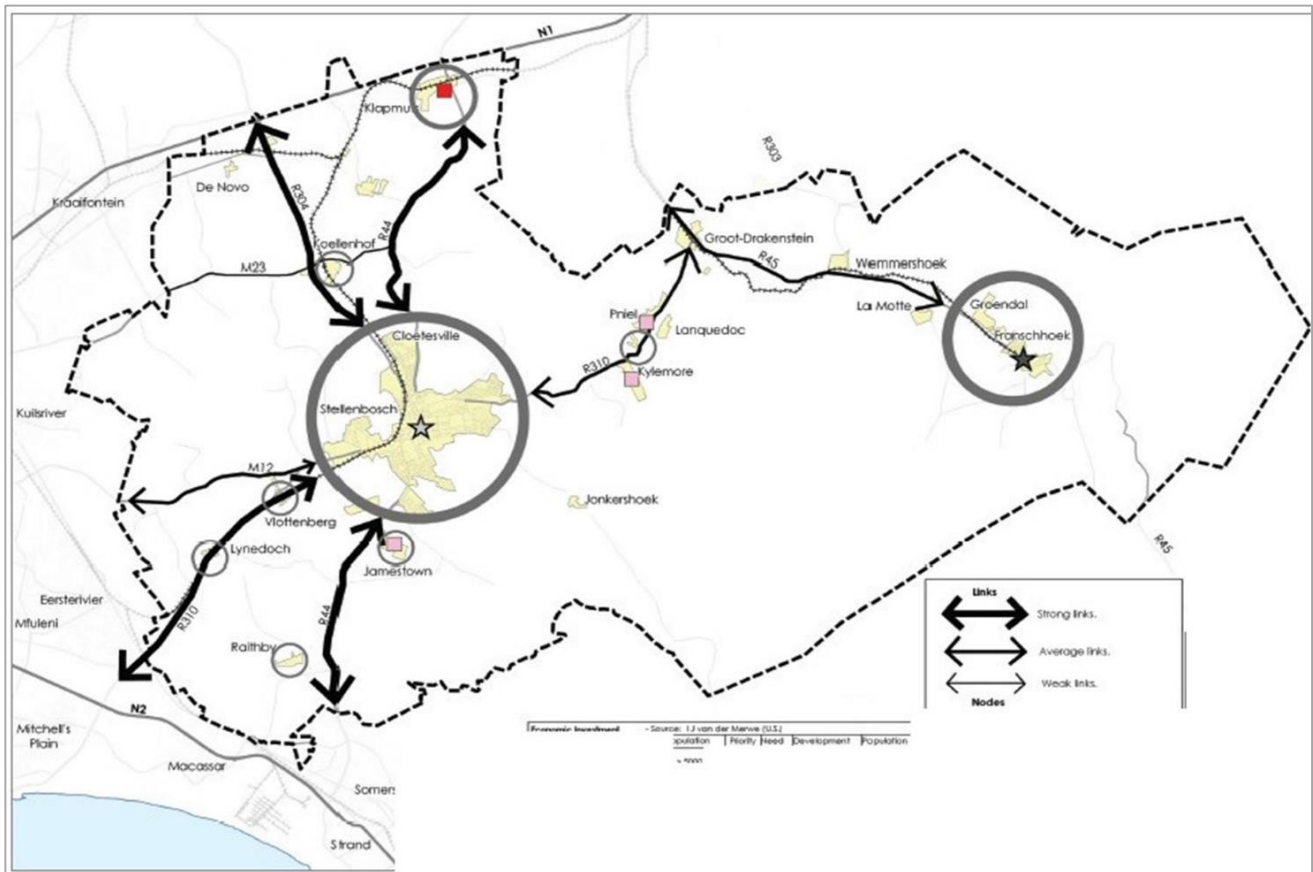 N1
Klapmu
R303
De Novo
Kraaifontein
R304
R44
Koelenhof
Groot-Drakenstein
M23
R45
Wemmershoek
La Motte
Groendal
Pniel
Lanquedoc
Franschhoek
Cloetesville
R310
Kylemore
Kuilsriver
Stellenbosch
M12
Jonkershoek
Vlottenberg
Lynedoch
R45
Jamestown
Eersterivier
Mfuleni
R310
R44
Raithby
Links
Strong links.
Average links.
Weak links.
Nodes
N2
Mitchell's
Plain
Macassar
Economic Investment - Source: I J van der Merwe (U.S.)
opulation Priority Need Development Population
> 5000
Somers
Strand